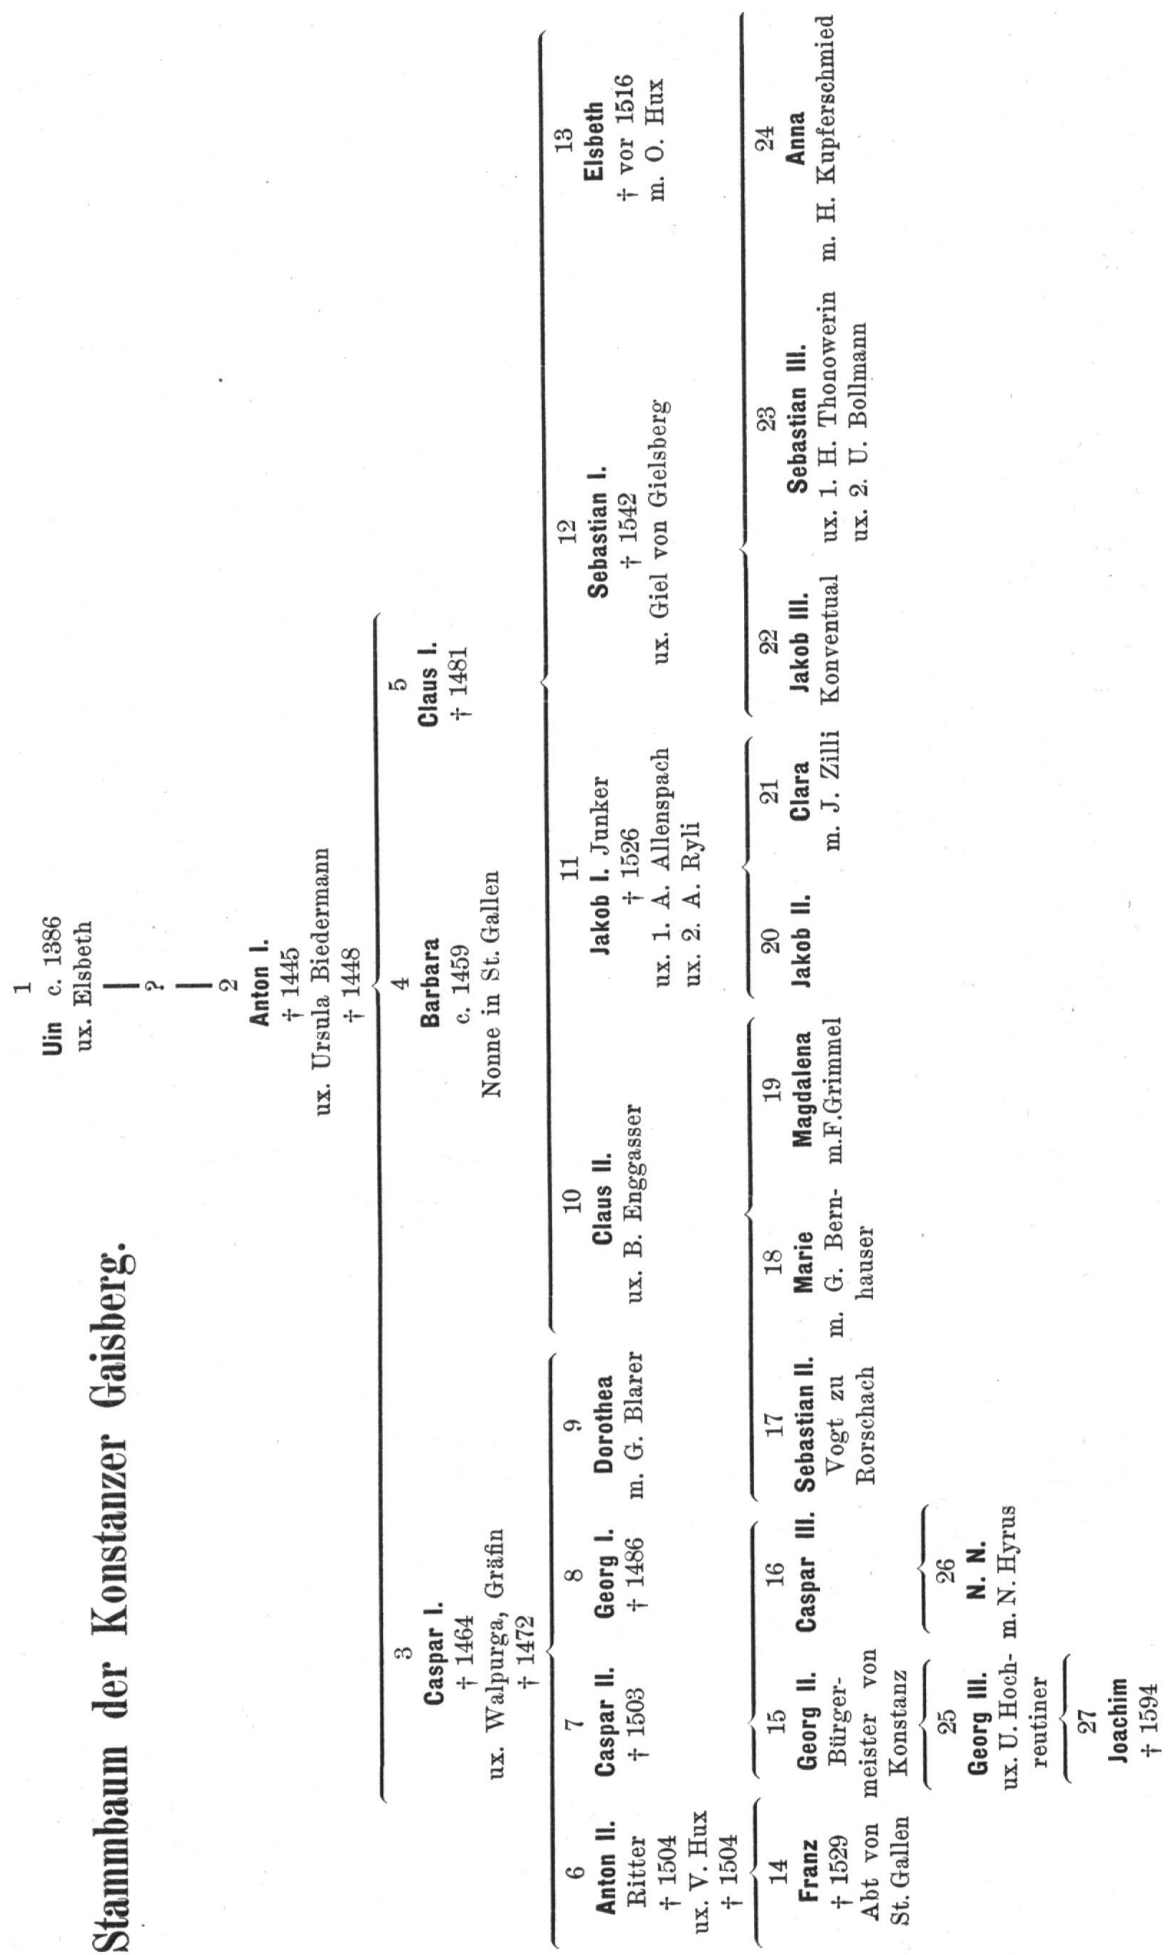 Stammbaum der Konstanzer Gaisberg.
1
Uin c. 1386
ux. Elsbeth
?
2
Anton I.
† 1445
ux. Ursula Biedermann
† 1448
3
Caspar I.
† 1464
ux. Walpurga, Gräfin
† 1472
4
Barbara
c. 1459
Nonne in St. Gallen
5
Claus I.
† 1481
6
Anton II.
Ritter
† 1504
ux. V. Hux
† 1504
7
Caspar II.
† 1503
8
Georg I.
† 1486
9
Dorothea
m. G. Blarer
10
Claus II.
ux. B. Enggasser
11
Jakob I. Junker
† 1526
ux. 1. A. Allenspach
ux. 2. A. Ryli
12
Sebastian I.
† 1542
ux. Giel von Gielsberg
13
Elsbeth
† vor 1516
m. O. Hux
14
Franz
† 1529
Abt von
St. Gallen
15
Georg II.
Bürger-
meister von
Konstanz
16
Caspar III.
17
Sebastian II.
Vogt zu
Rorschach
18
Marie
m. G. Bern-
hauser
19
Magdalena
m.F.Grimmel
20
Jakob II.
21
Clara
m. J. Zilli
22
Jakob III.
Konventual
23
Sebastian III.
ux. 1. H. Thonowerin
ux. 2. U. Bollmann
24
Anna
m. H. Kupferschmied
25
Georg III.
ux. U. Hoch-
reutiner
26
N. N.
m. N. Hyrus
27
Joachim
† 1594